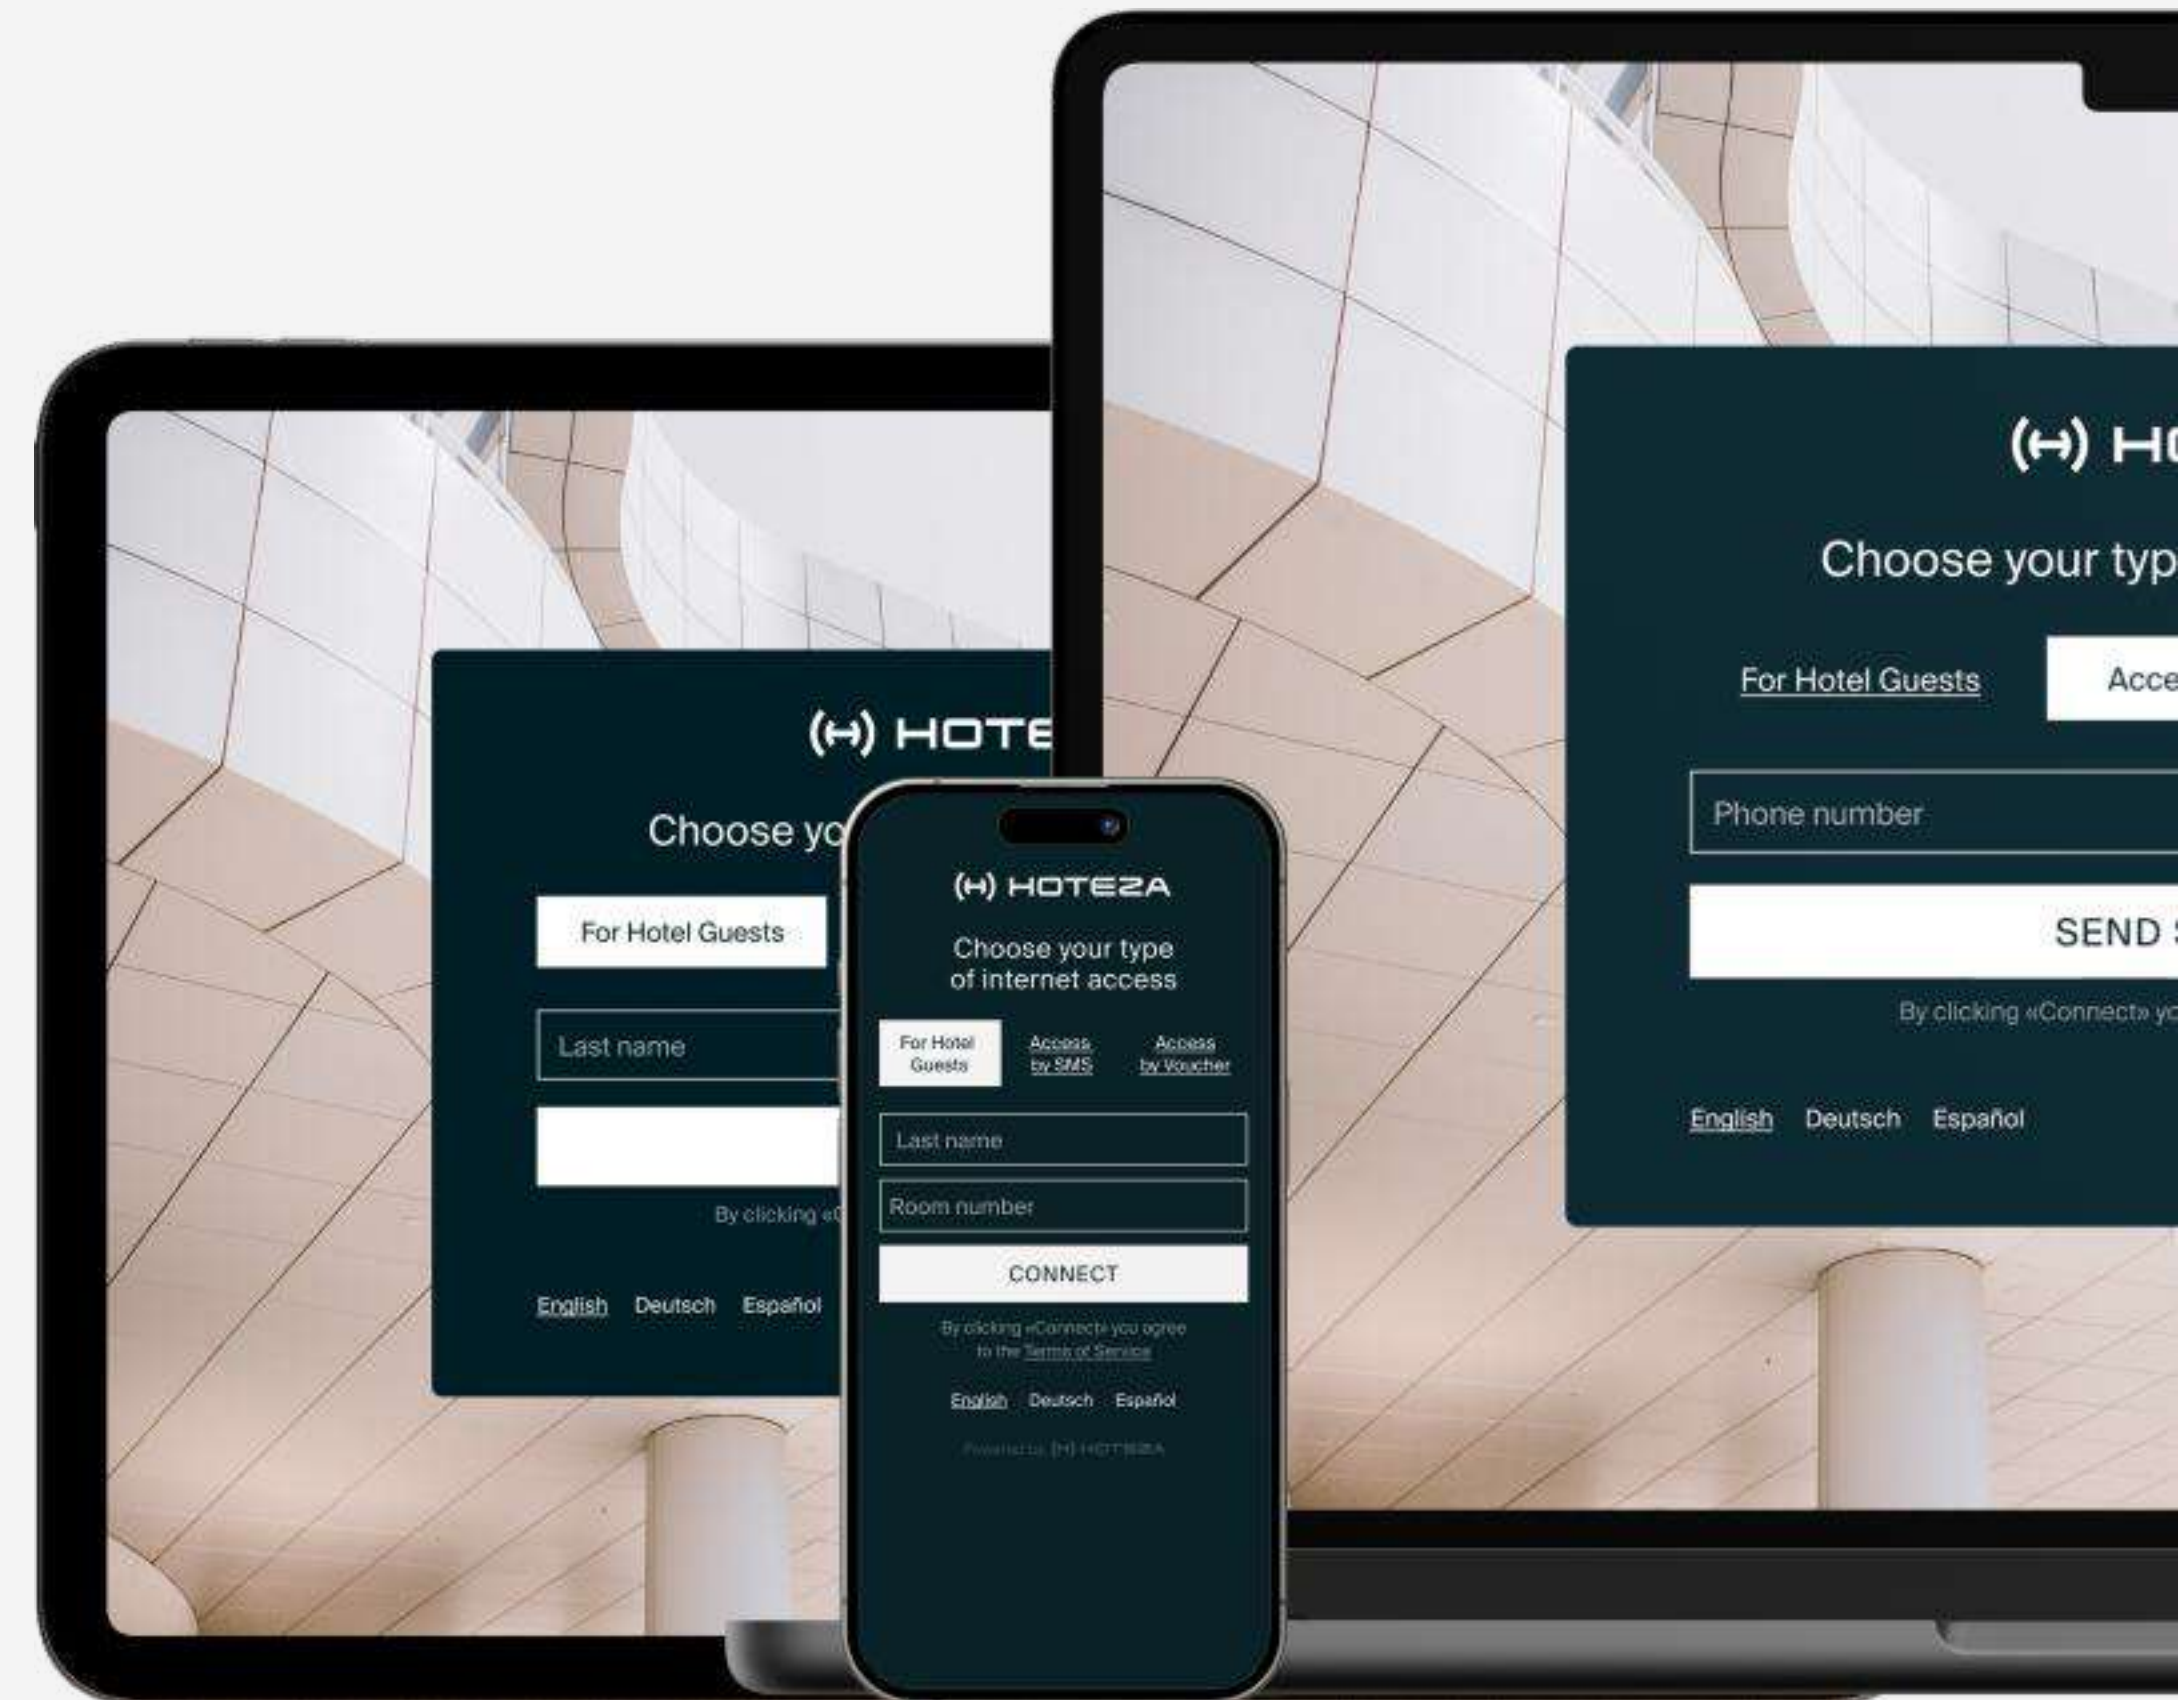 HOTE
Choose yo
For Hotel Guests
Last name
By clicking «C
English Deutsch Español
HOTEZA
Choose your type
of internet access
For Hotel
Guests
Access
by SMS
Access
by Voucher
Last name
Room number
CONNECT
By clicking «Connect» you agree
to the Terms of Service
English Deutsch Español
Powered by (H) HOTEZA
HO
Choose your typ
For Hotel Guests
Acce
Phone number
SEND S
By clicking «Connect» yo
English Deutsch Español